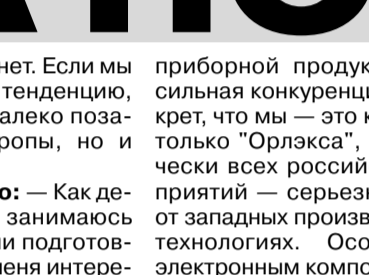 нет. Если мы
тенденцию,
алеко поза-
ропы, но и
о: — Как де-
занимаюсь
и подготов-
еня интере-
приборной продук
сильная конкуренци
крет, что мы — это к
только "Орлэкса",
чески всех россий
приятий — серьезн
от западных произв
технологиях. Осо
электронным компо